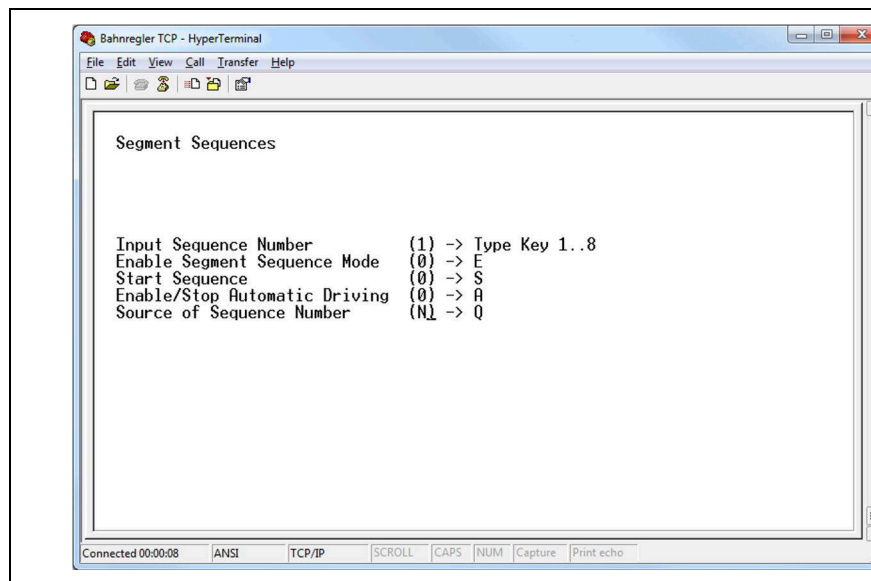 Bahnregler TCP - HyperTerminal
File Edit View Call Transfer Help
Segment Sequences
Input Sequence Number (1) -> Type Key 1..8
Enable Segment Sequence Mode (0) -> E
Start Sequence (0) -> S
Enable/Stop Automatic Driving (0) -> A
Source of Sequence Number (N) -> Q
Connected 00:00:08 ANSI TCP/IP SCROLL CAPS NUM Capture Print echo